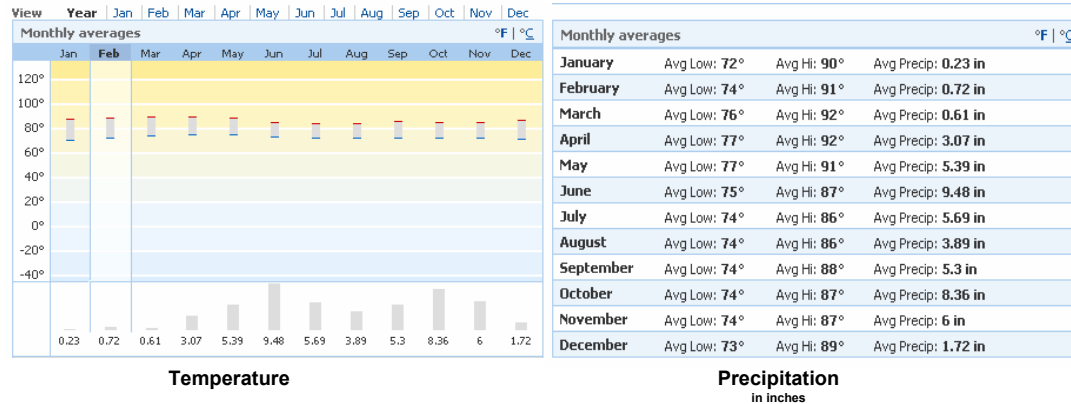 View Year | Jan | Feb | Mar | Apr | May | Jun | Jul | Aug | Sep | Oct | Nov | Dec
Monthly averages °F | °C
Jan Feb Mar Apr May Jun Jul Aug Sep Oct Nov Dec
120°
100°
80°
60°
40°
20°
0°
-20°
-40°
0.23 0.72 0.61 3.07 5.39 9.48 5.69 3.89 5.3 8.36 6 1.72
Temperature
Monthly averages °F | °C
January Avg Low: 72° Avg Hi: 90° Avg Precip: 0.23 in
February Avg Low: 74° Avg Hi: 91° Avg Precip: 0.72 in
March Avg Low: 76° Avg Hi: 92° Avg Precip: 0.61 in
April Avg Low: 77° Avg Hi: 92° Avg Precip: 3.07 in
May Avg Low: 77° Avg Hi: 91° Avg Precip: 5.39 in
June Avg Low: 75° Avg Hi: 87° Avg Precip: 9.48 in
July Avg Low: 74° Avg Hi: 86° Avg Precip: 5.69 in
August Avg Low: 74° Avg Hi: 86° Avg Precip: 3.89 in
September Avg Low: 74° Avg Hi: 88° Avg Precip: 5.3 in
October Avg Low: 74° Avg Hi: 87° Avg Precip: 8.36 in
November Avg Low: 74° Avg Hi: 87° Avg Precip: 6 in
December Avg Low: 73° Avg Hi: 89° Avg Precip: 1.72 in
Precipitation
in inches